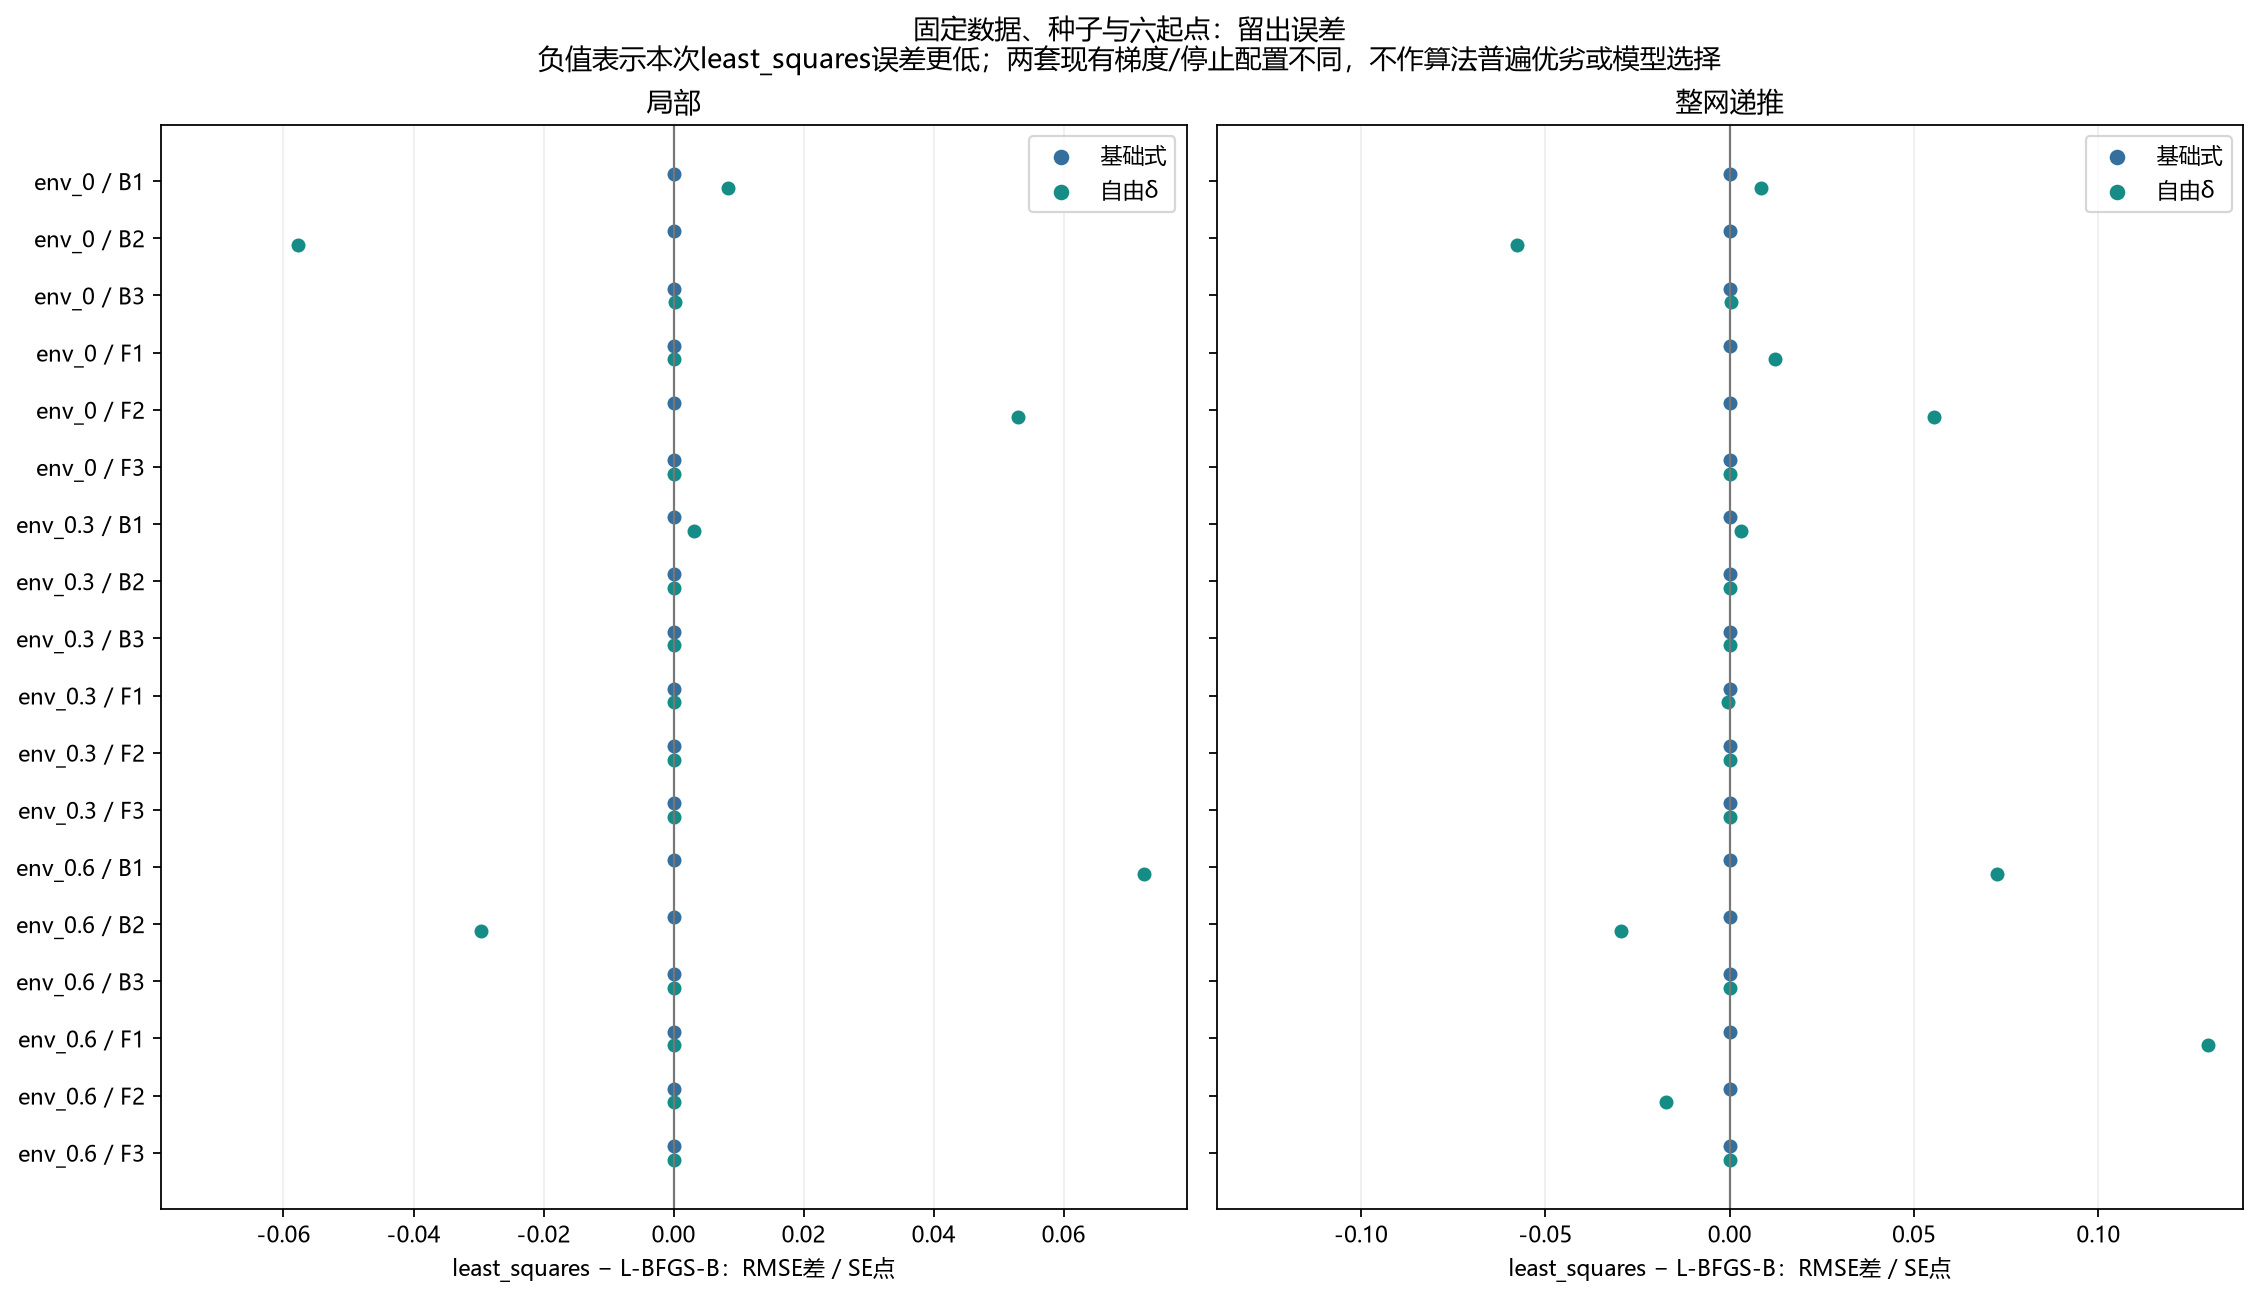 固定数据、种子与六起点：留出误差
负值表示本次least_squares误差更低；两套现有梯度/停止配置不同，不作算法普遍优劣或模型选择
局部
基础式
自由δ
env_0 / B1
env_0 / B2
env_0 / B3
env_0 / F1
env_0 / F2
env_0 / F3
env_0.3 / B1
env_0.3 / B2
env_0.3 / B3
env_0.3 / F1
env_0.3 / F2
env_0.3 / F3
env_0.6 / B1
env_0.6 / B2
env_0.6 / B3
env_0.6 / F1
env_0.6 / F2
env_0.6 / F3
-0.06 -0.04 -0.02 0.00 0.02 0.04 0.06
least_squares − L-BFGS-B：RMSE差 / SE点
整网递推
基础式
自由δ
-0.10 -0.05 0.00 0.05 0.10
least_squares − L-BFGS-B：RMSE差 / SE点